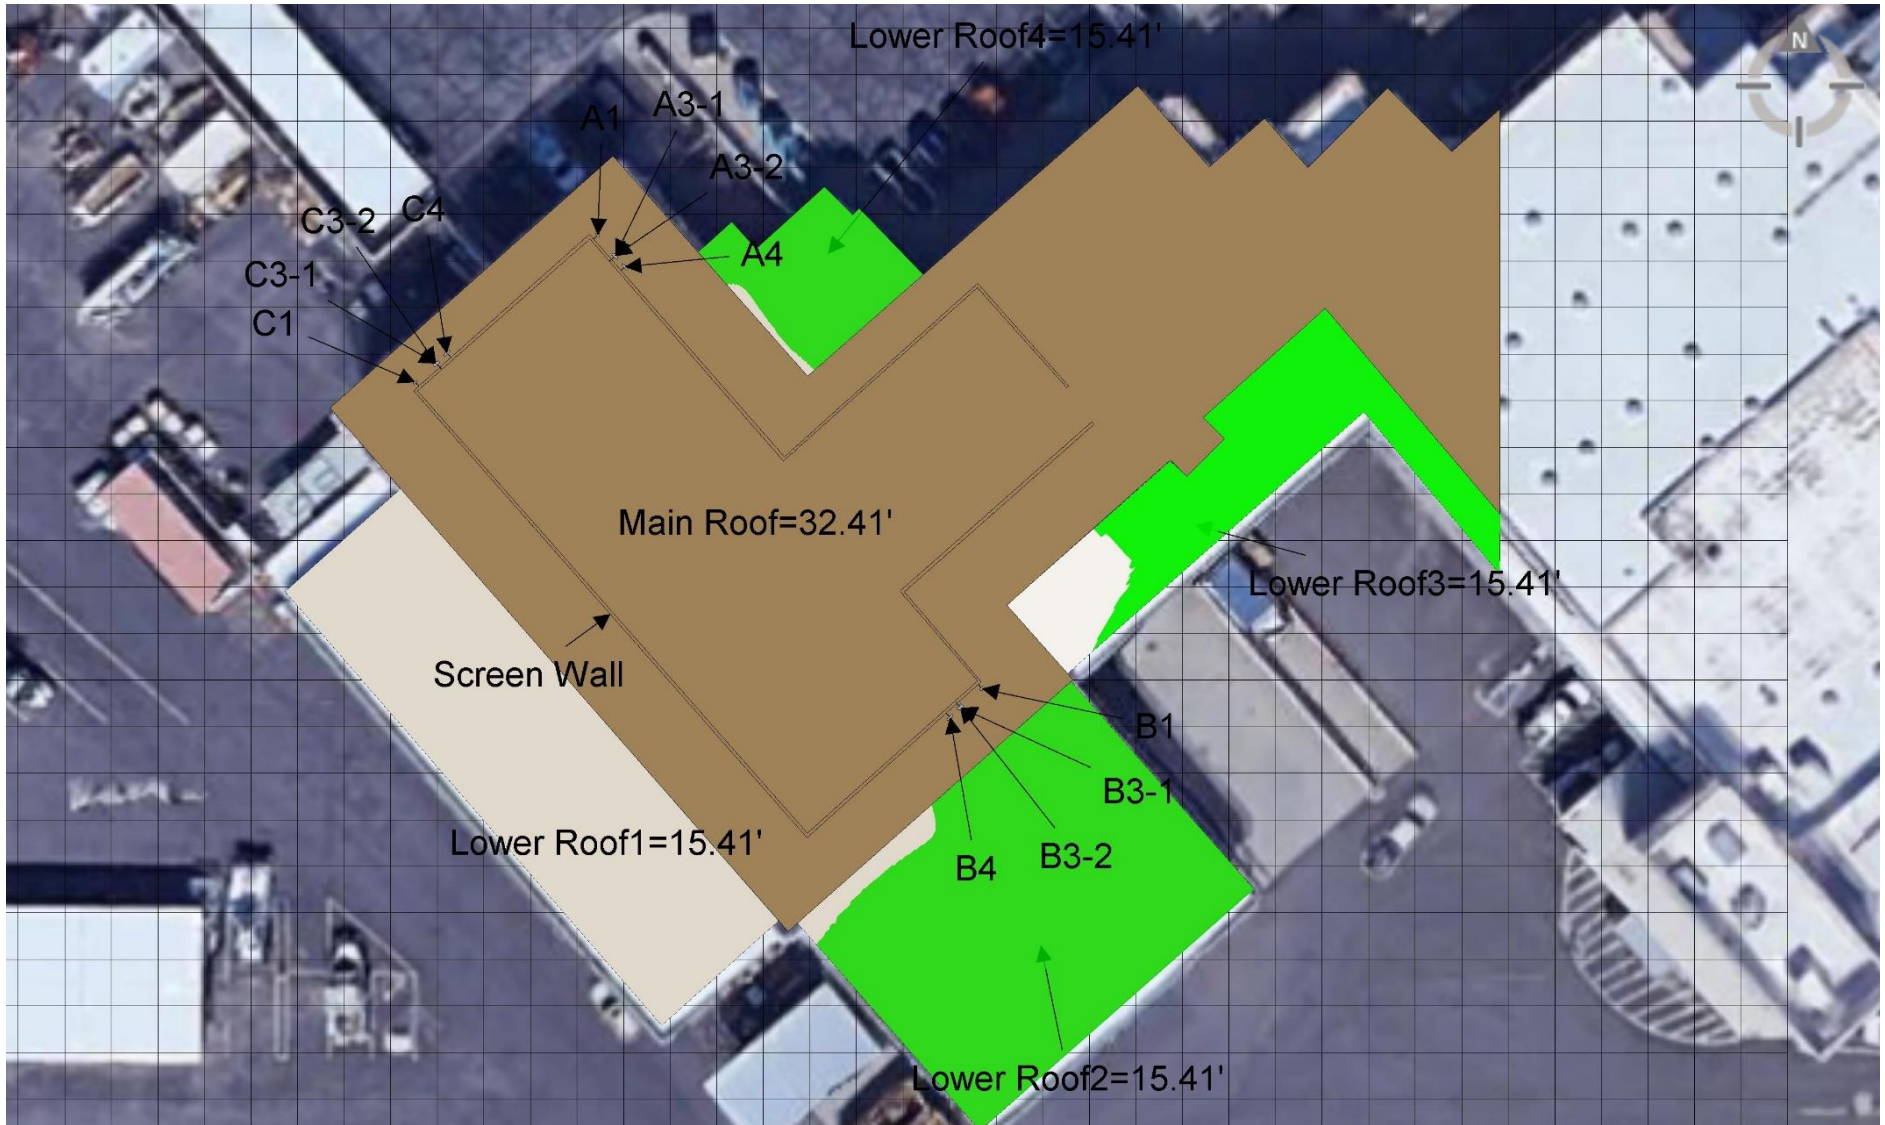 Lower Roof4=15.41'
N
A1
A3-1
A3-2
C3-2
C4
A4
C3-1
C1
Main Roof=32.41'
Lower Roof3=15.41'
Screen Wall
B1
B3-1
Lower Roof1=15.41'
B3-2
B4
Lower Roof2=15.41'